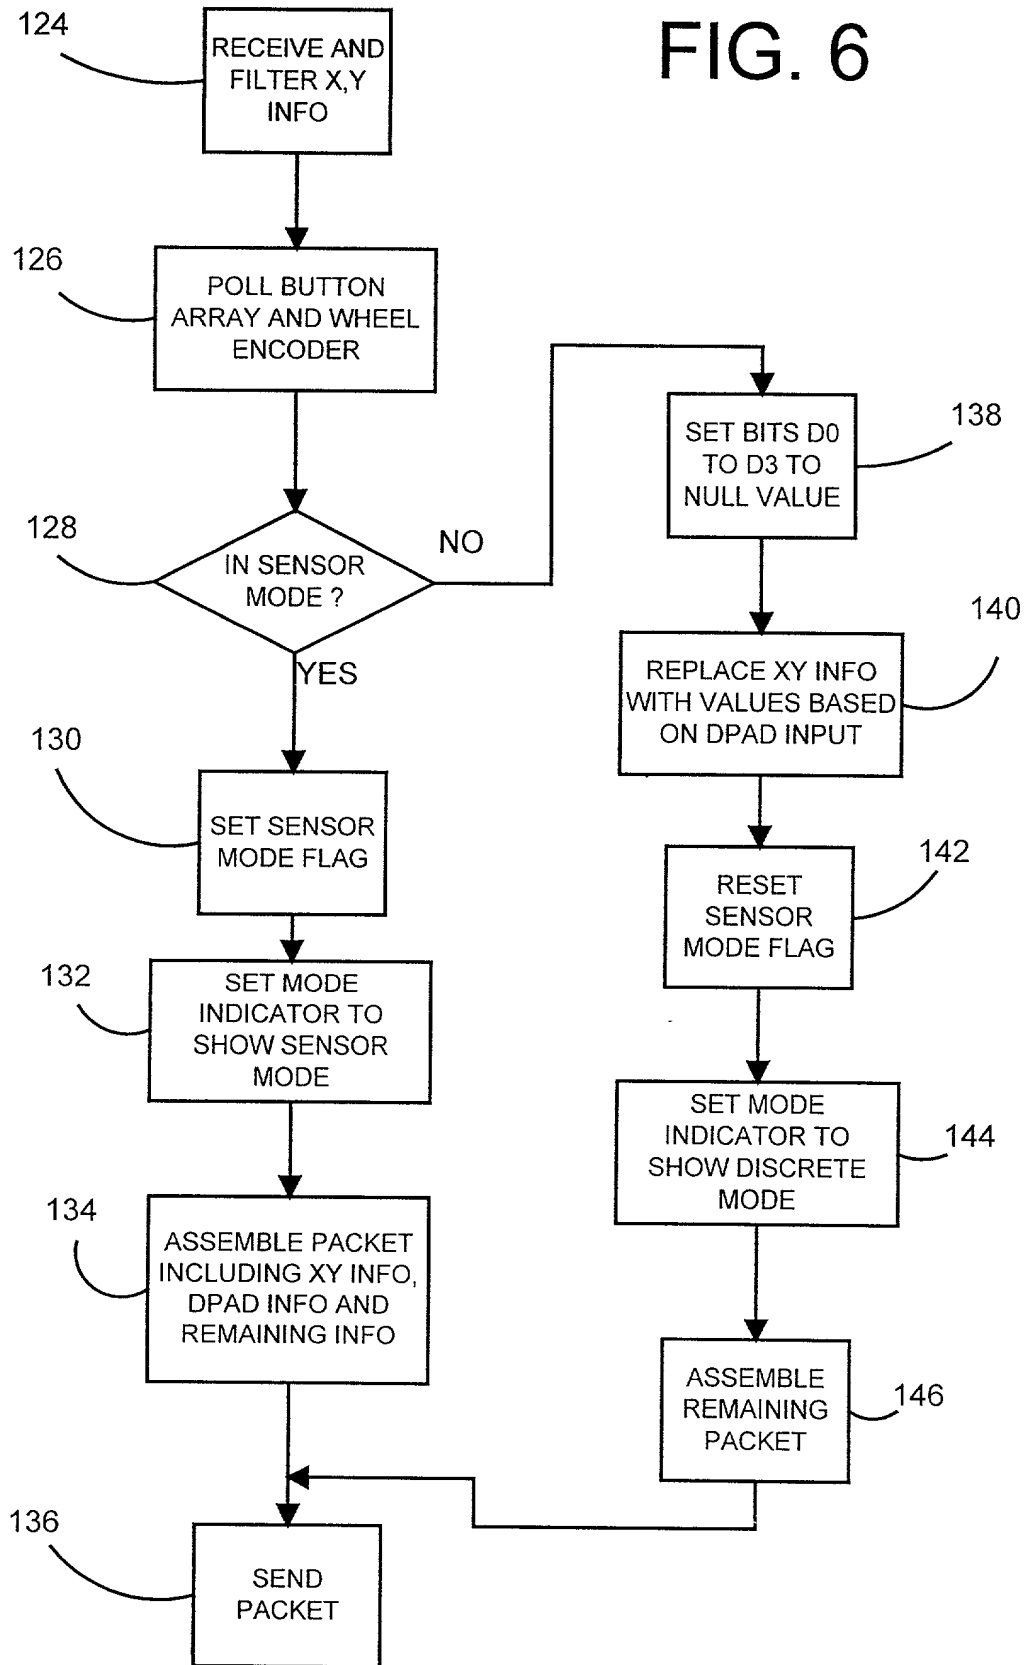 FIG. 6
124
RECEIVE AND
FILTER X,Y
INFO
126
POLL BUTTON
ARRAY AND WHEEL
ENCODER
128
IN SENSOR
MODE ?
NO
YES
130
SET SENSOR
MODE FLAG
132
SET MODE
INDICATOR TO
SHOW SENSOR
MODE
134
ASSEMBLE PACKET
INCLUDING XY INFO,
DPAD INFO AND
REMAINING INFO
136
SEND
PACKET
138
SET BITS D0
TO D3 TO
NULL VALUE
140
REPLACE XY INFO
WITH VALUES BASED
ON DPAD INPUT
142
RESET
SENSOR
MODE FLAG
144
SET MODE
INDICATOR TO
SHOW DISCRETE
MODE
146
ASSEMBLE
REMAINING
PACKET